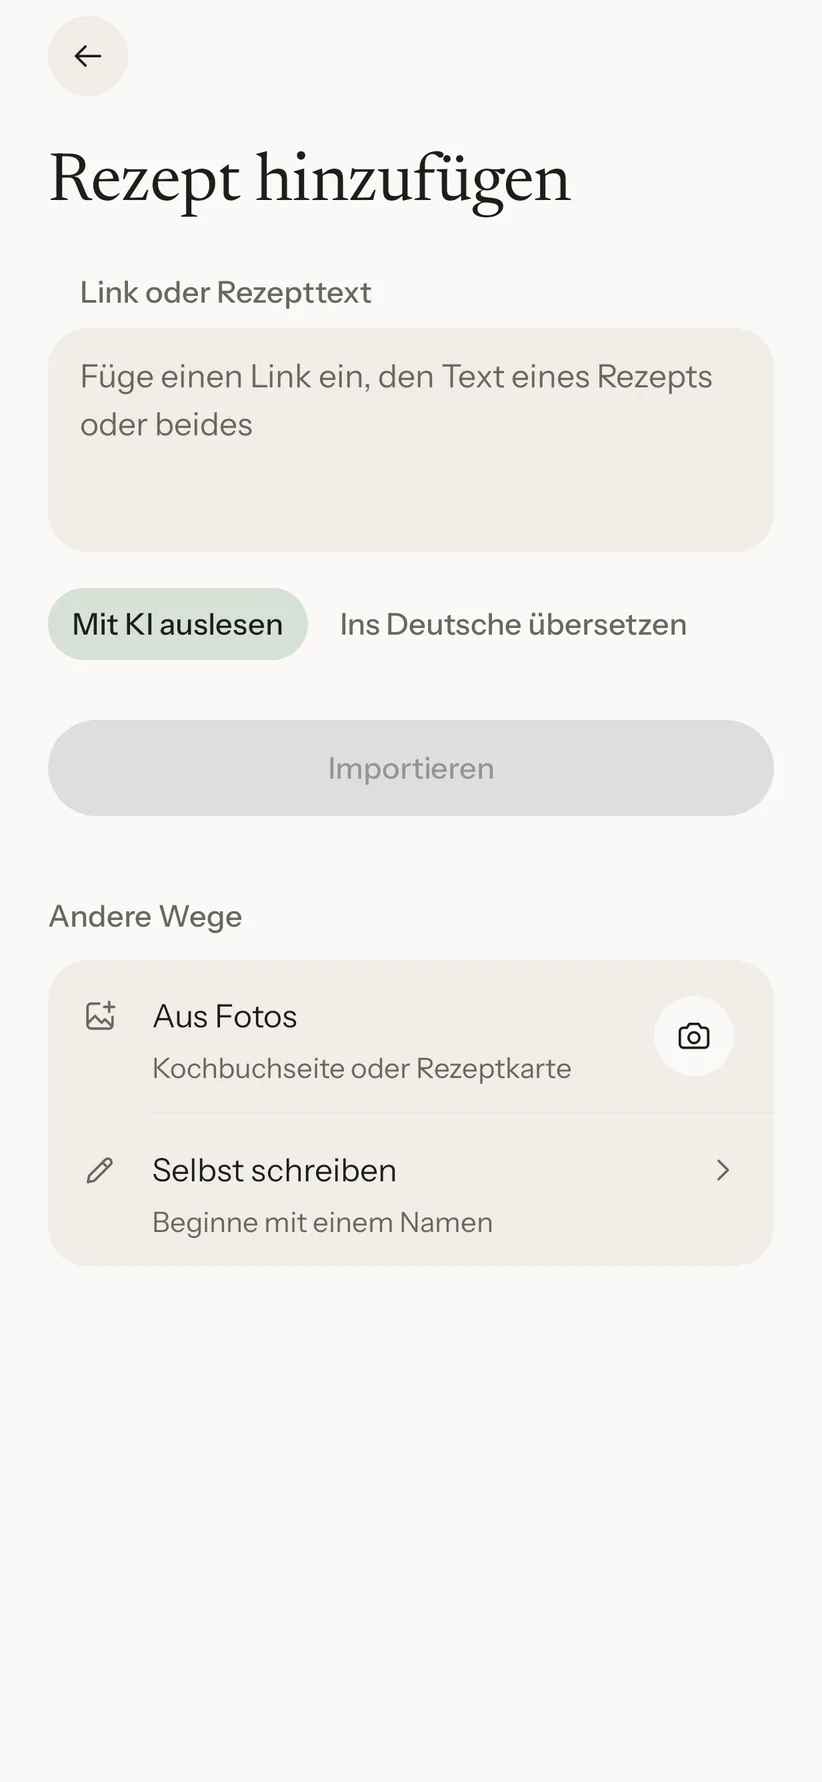 Rezept hinzufügen
Link oder Rezepttext
Füge einen Link ein, den Text eines Rezepts
oder beides
Mit KI auslesen
Ins Deutsche übersetzen
Importieren
Andere Wege
Aus Fotos
Kochbuchseite oder Rezeptkarte
Selbst schreiben
Beginne mit einem Namen